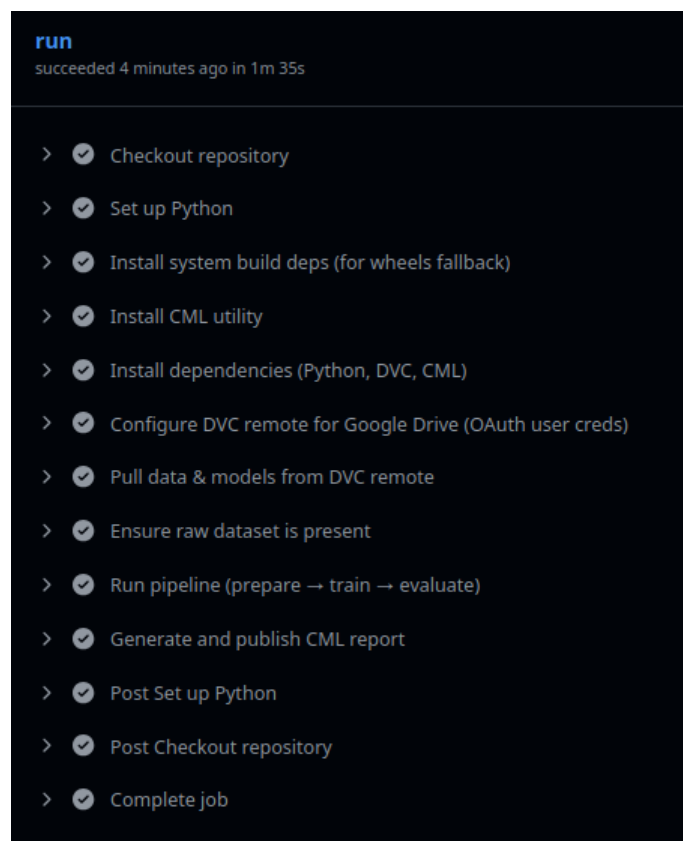 run
succeeded 4 minutes ago in 1m 35s
Checkout repository
Set up Python
Install system build deps (for wheels fallback)
Install CML utility
Install dependencies (Python, DVC, CML)
Configure DVC remote for Google Drive (OAuth user creds)
Pull data & models from DVC remote
Ensure raw dataset is present
Run pipeline (prepare → train → evaluate)
Generate and publish CML report
Post Set up Python
Post Checkout repository
Complete job